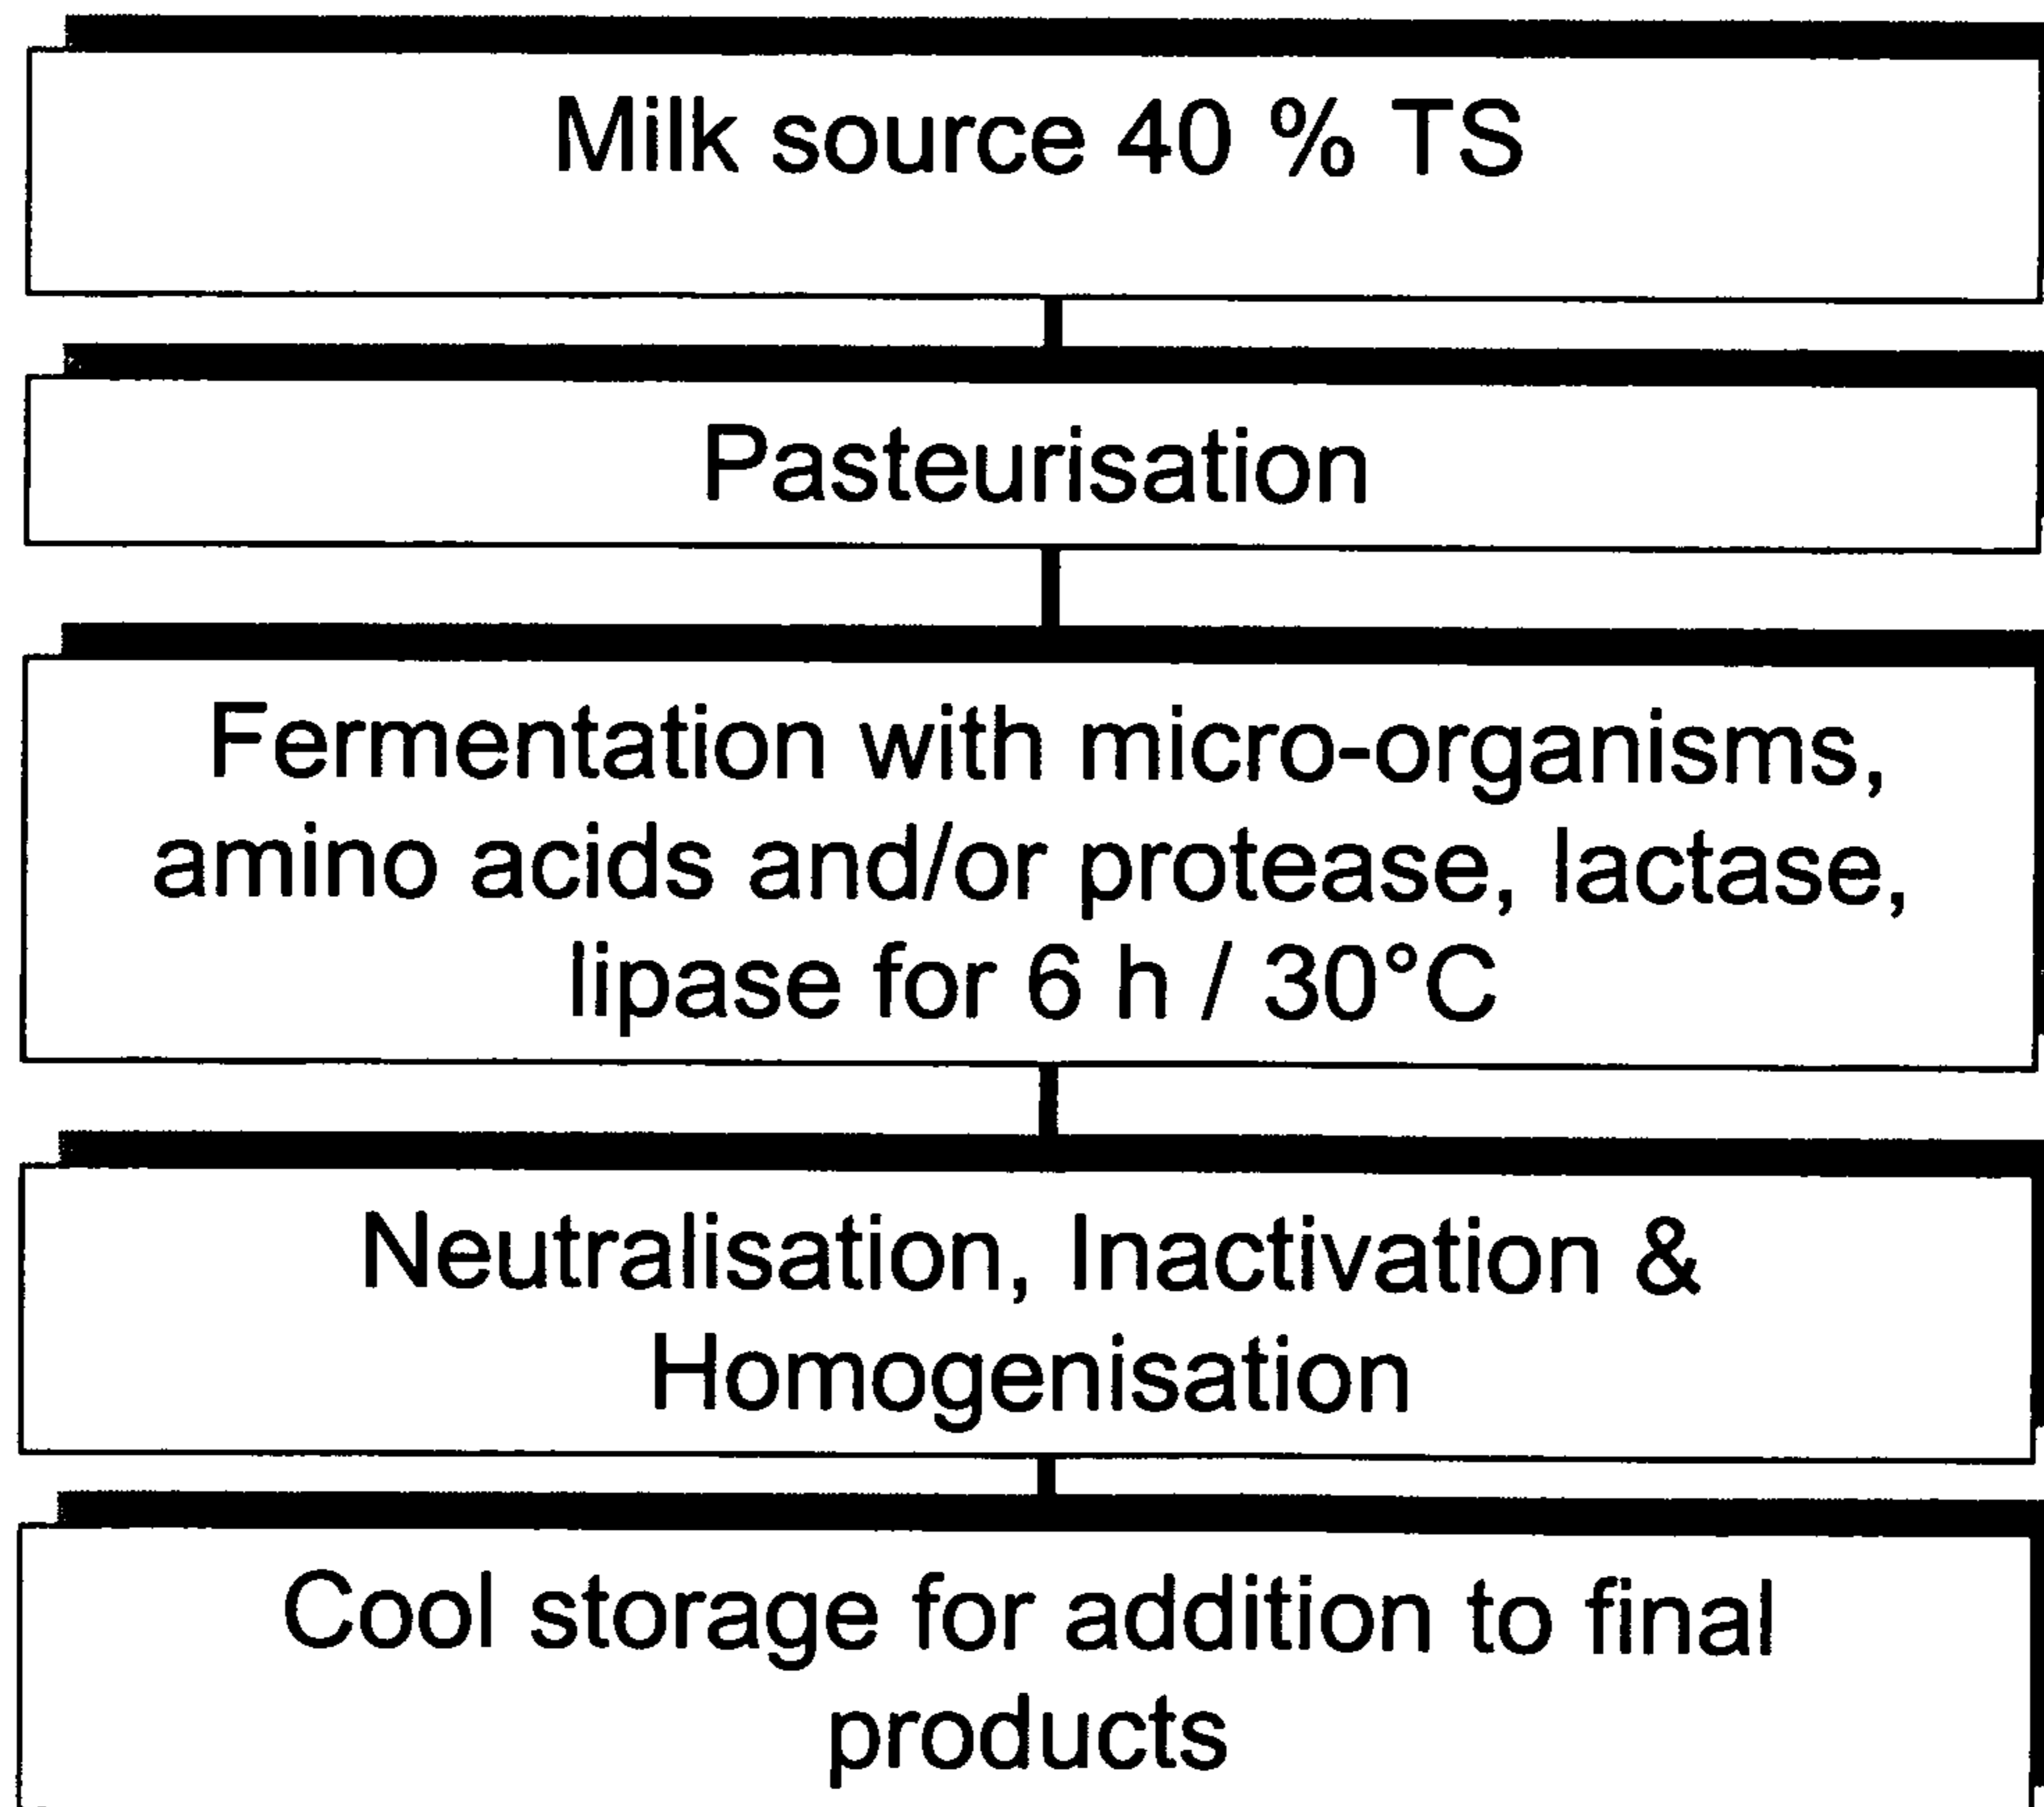 Milk source 40 % TS
Pasteurisation
Fermentation with micro-organisms,
amino acids and/or protease, lactase,
lipase for 6 h / 30°C
Neutralisation, Inactivation &
Homogenisation
Cool storage for addition to final
products